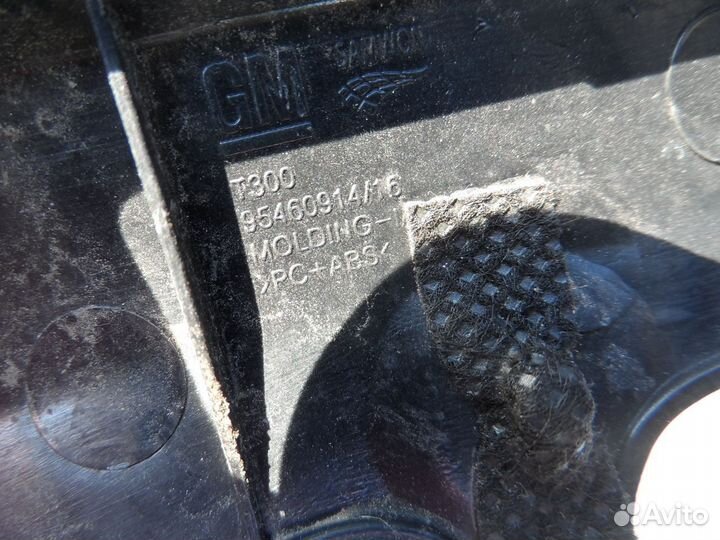 GM
T300
95460914/16
MOLDING-
>PC+ABS<
Avito